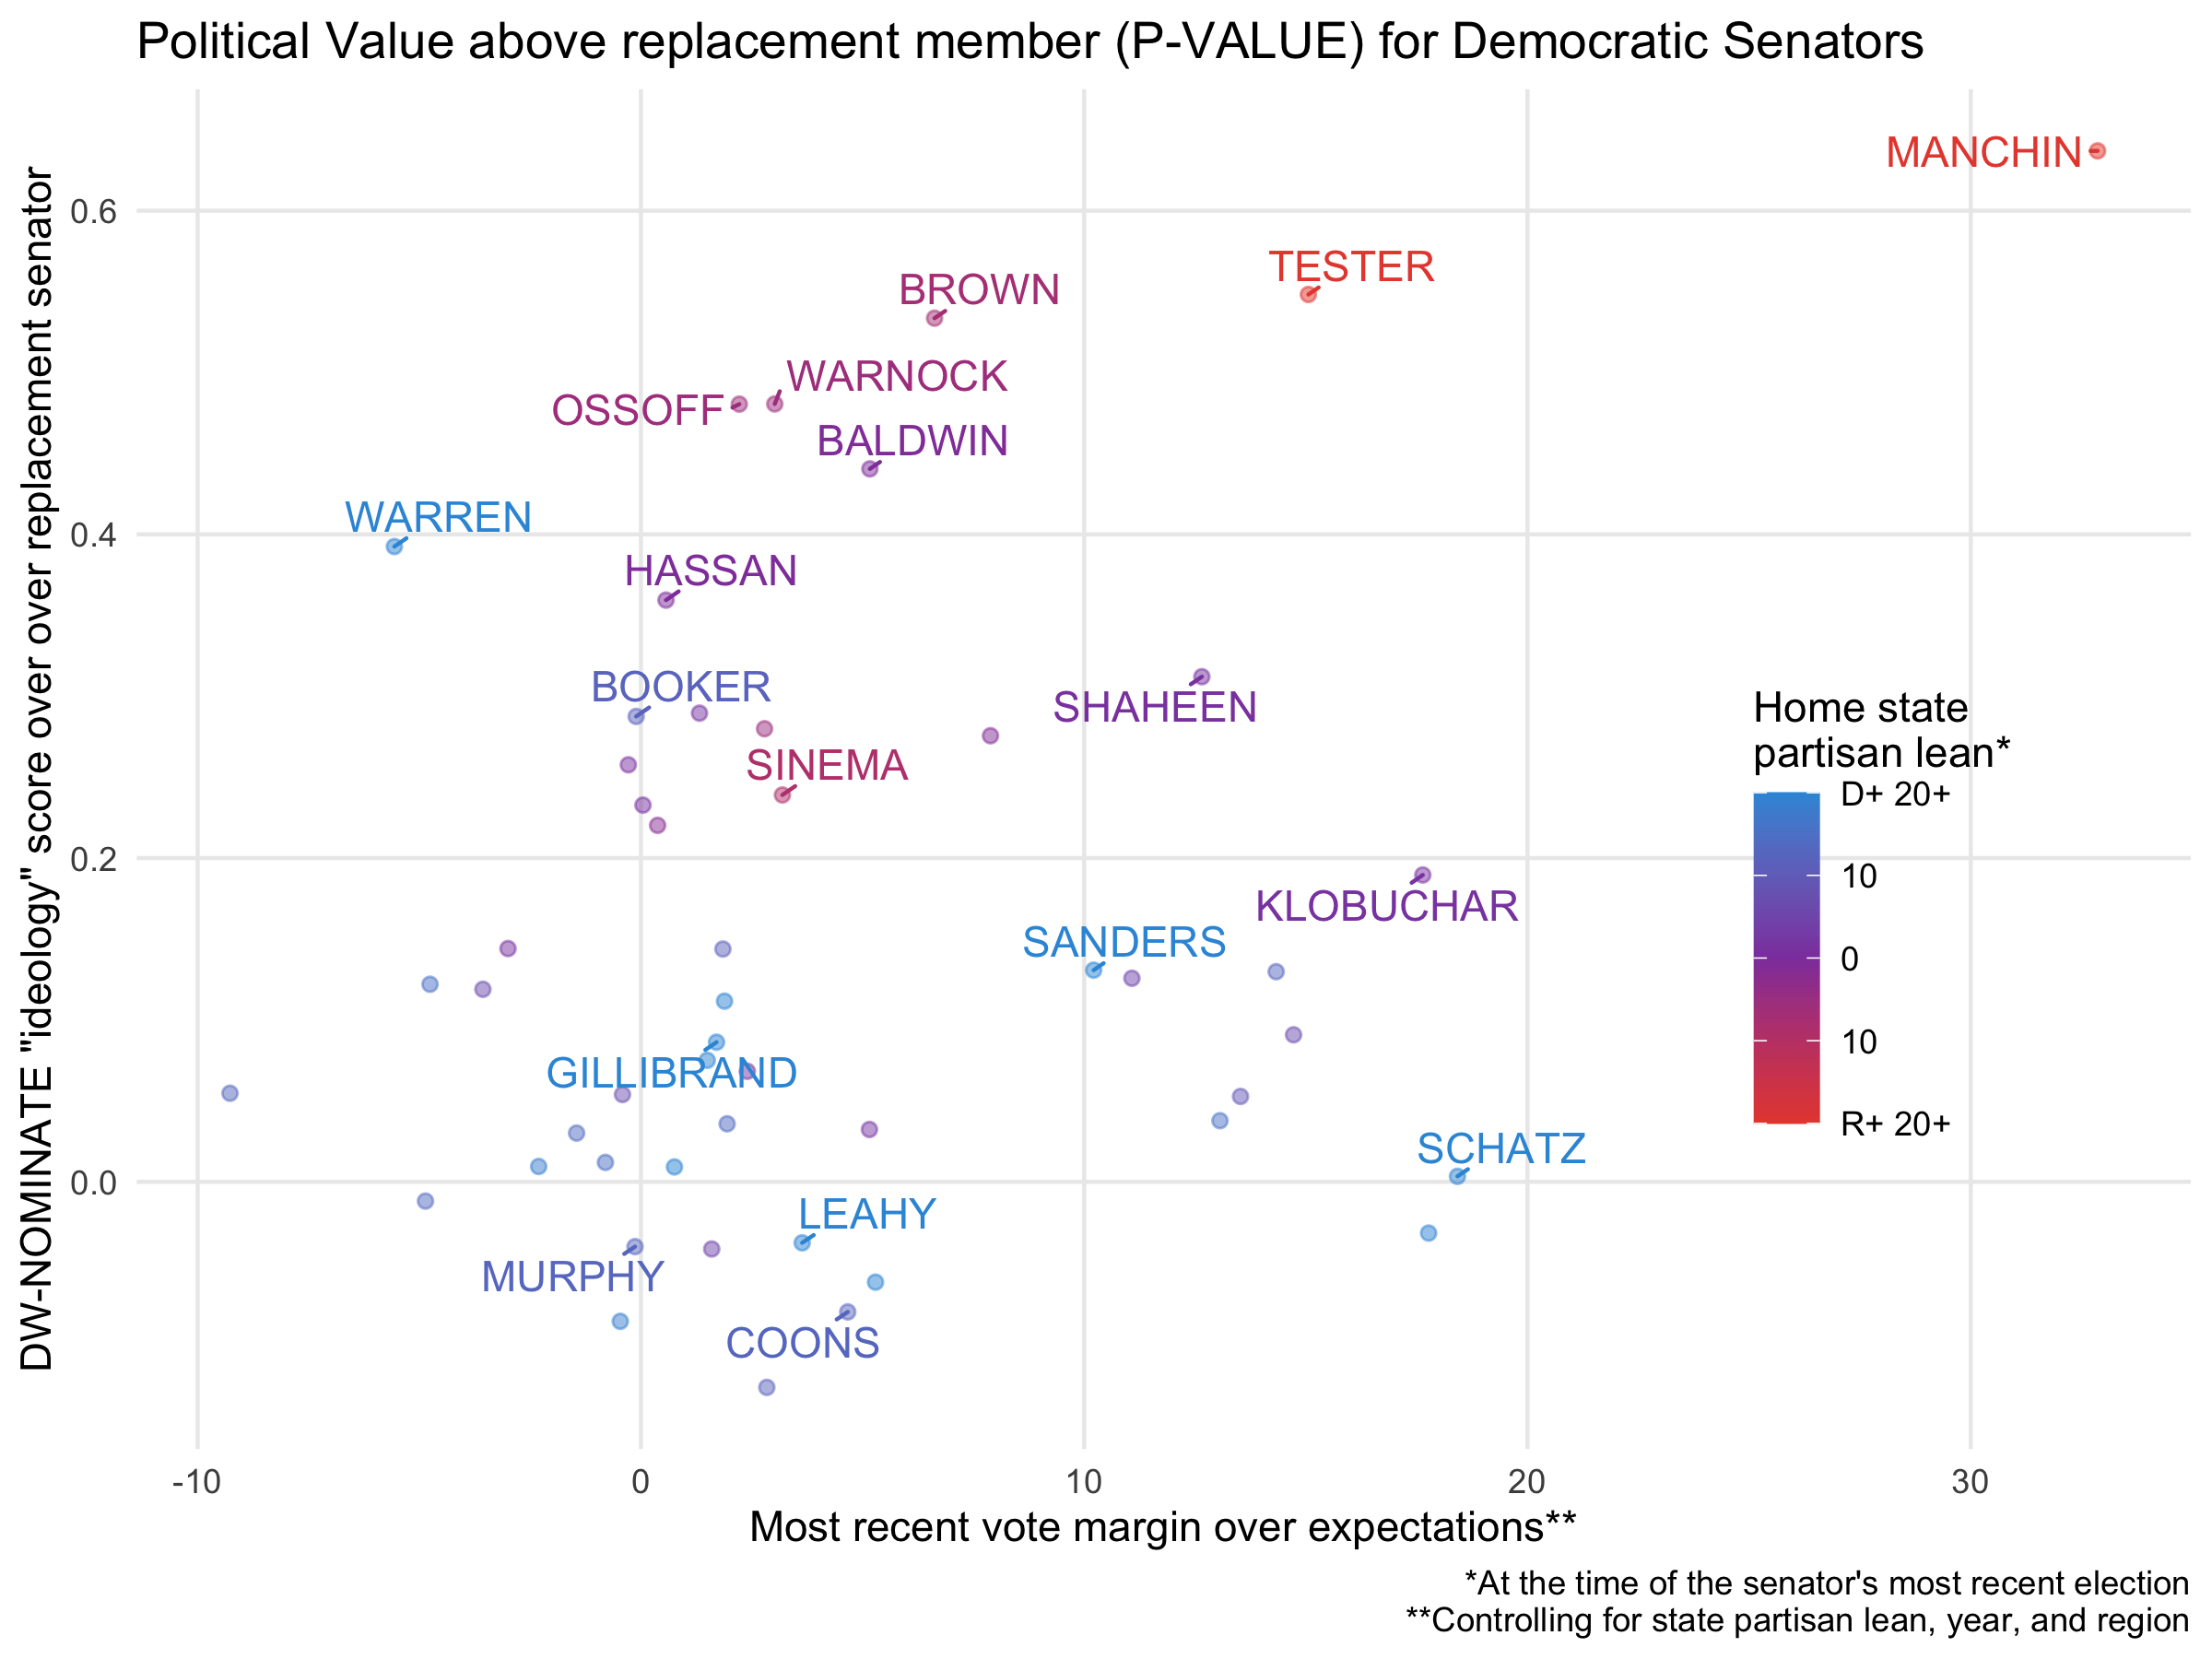 Political Value above replacement member (P-VALUE) for Democratic Senators
DW-NOMINATE "ideology" score over over replacement senator
0.6
0.4
0.2
0.0
MANCHIN
TESTER
BROWN
WARNOCK
OSSOFF
BALDWIN
WARREN
HASSAN
BOOKER
SHAHEEN
SINEMA
KLOBUCHAR
SANDERS
GILLIBRAND
SCHATZ
LEAHY
MURPHY
COONS
Home state
partisan lean*
D+ 20+
10
0
10
R+ 20+
-10
0
10
20
30
Most recent vote margin over expectations**
*At the time of the senator's most recent election
**Controlling for state partisan lean, year, and region